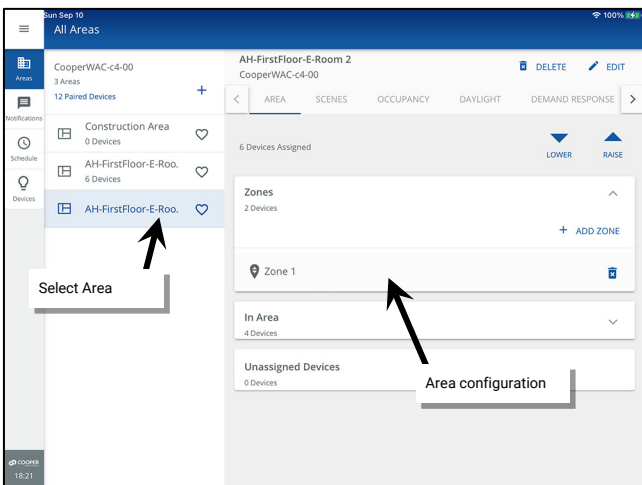 Sun Sep 10
100%
All Areas
Areas
Notifications
Schedule
Devices
COOPER
18:21
CooperWAC-c4-00
3 Areas
12 Paired Devices
+
Construction Area
0 Devices
AH-FirstFloor-E-Roo.
6 Devices
AH-FirstFloor-E-Roo.
Select Area
AH-FirstFloor-E-Room 2
CooperWAC-c4-00
DELETE
EDIT
< AREA SCENES OCCUPANCY DAYLIGHT DEMAND RESPONSE >
6 Devices Assigned
LOWER RAISE
Zones
2 Devices
+ ADD ZONE
Zone 1
In Area
4 Devices
Unassigned Devices
0 Devices
Area configuration